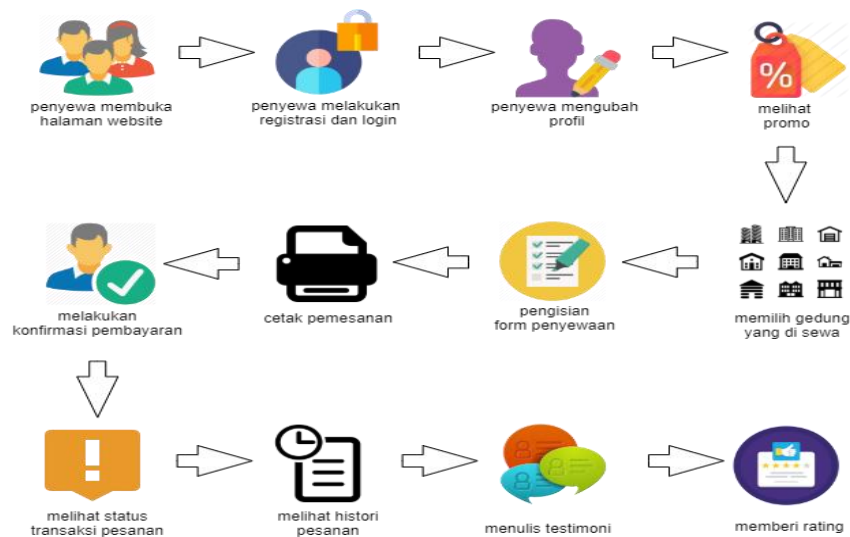 penyewa membuka
halaman website
penyewa melakukan
registrasi dan login
penyewa mengubah
profil
%
melihat
promo
memilih gedung
yang di sewa
pengisian
form penyewaan
cetak pemesanan
melakukan
konfirmasi pembayaran
!
melihat status
transaksi pesanan
melihat histori
pesanan
menulis testimoni
memberi rating